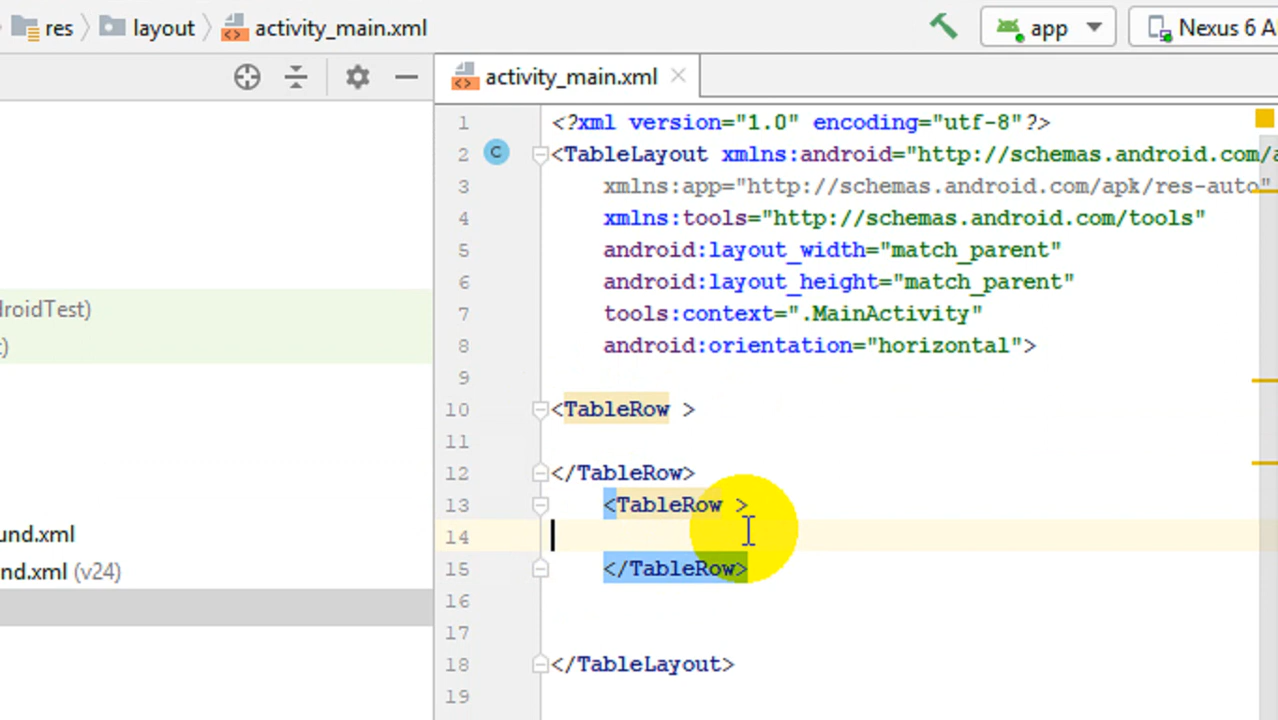 res layout activity_main.xml app Nexus 6 A
activity_main.xml
1 <?xml version="1.0" encoding="utf-8"?>
2 C <TableLayout xmlns:android="http://schemas.android.com/a
3 xmlns:app="http://schemas.android.com/apk/res-auto"
4 xmlns:tools="http://schemas.android.com/tools"
5 android:layout_width="match_parent"
6 android:layout_height="match_parent"
7 tools:context=".MainActivity"
8 android:orientation="horizontal">
9
10 <TableRow >
11
12 </TableRow>
13 <TableRow >
14
15 </TableRow>
16
17
18 </TableLayout>
19
droidTest)
t)
und.xml
nd.xml (v24)